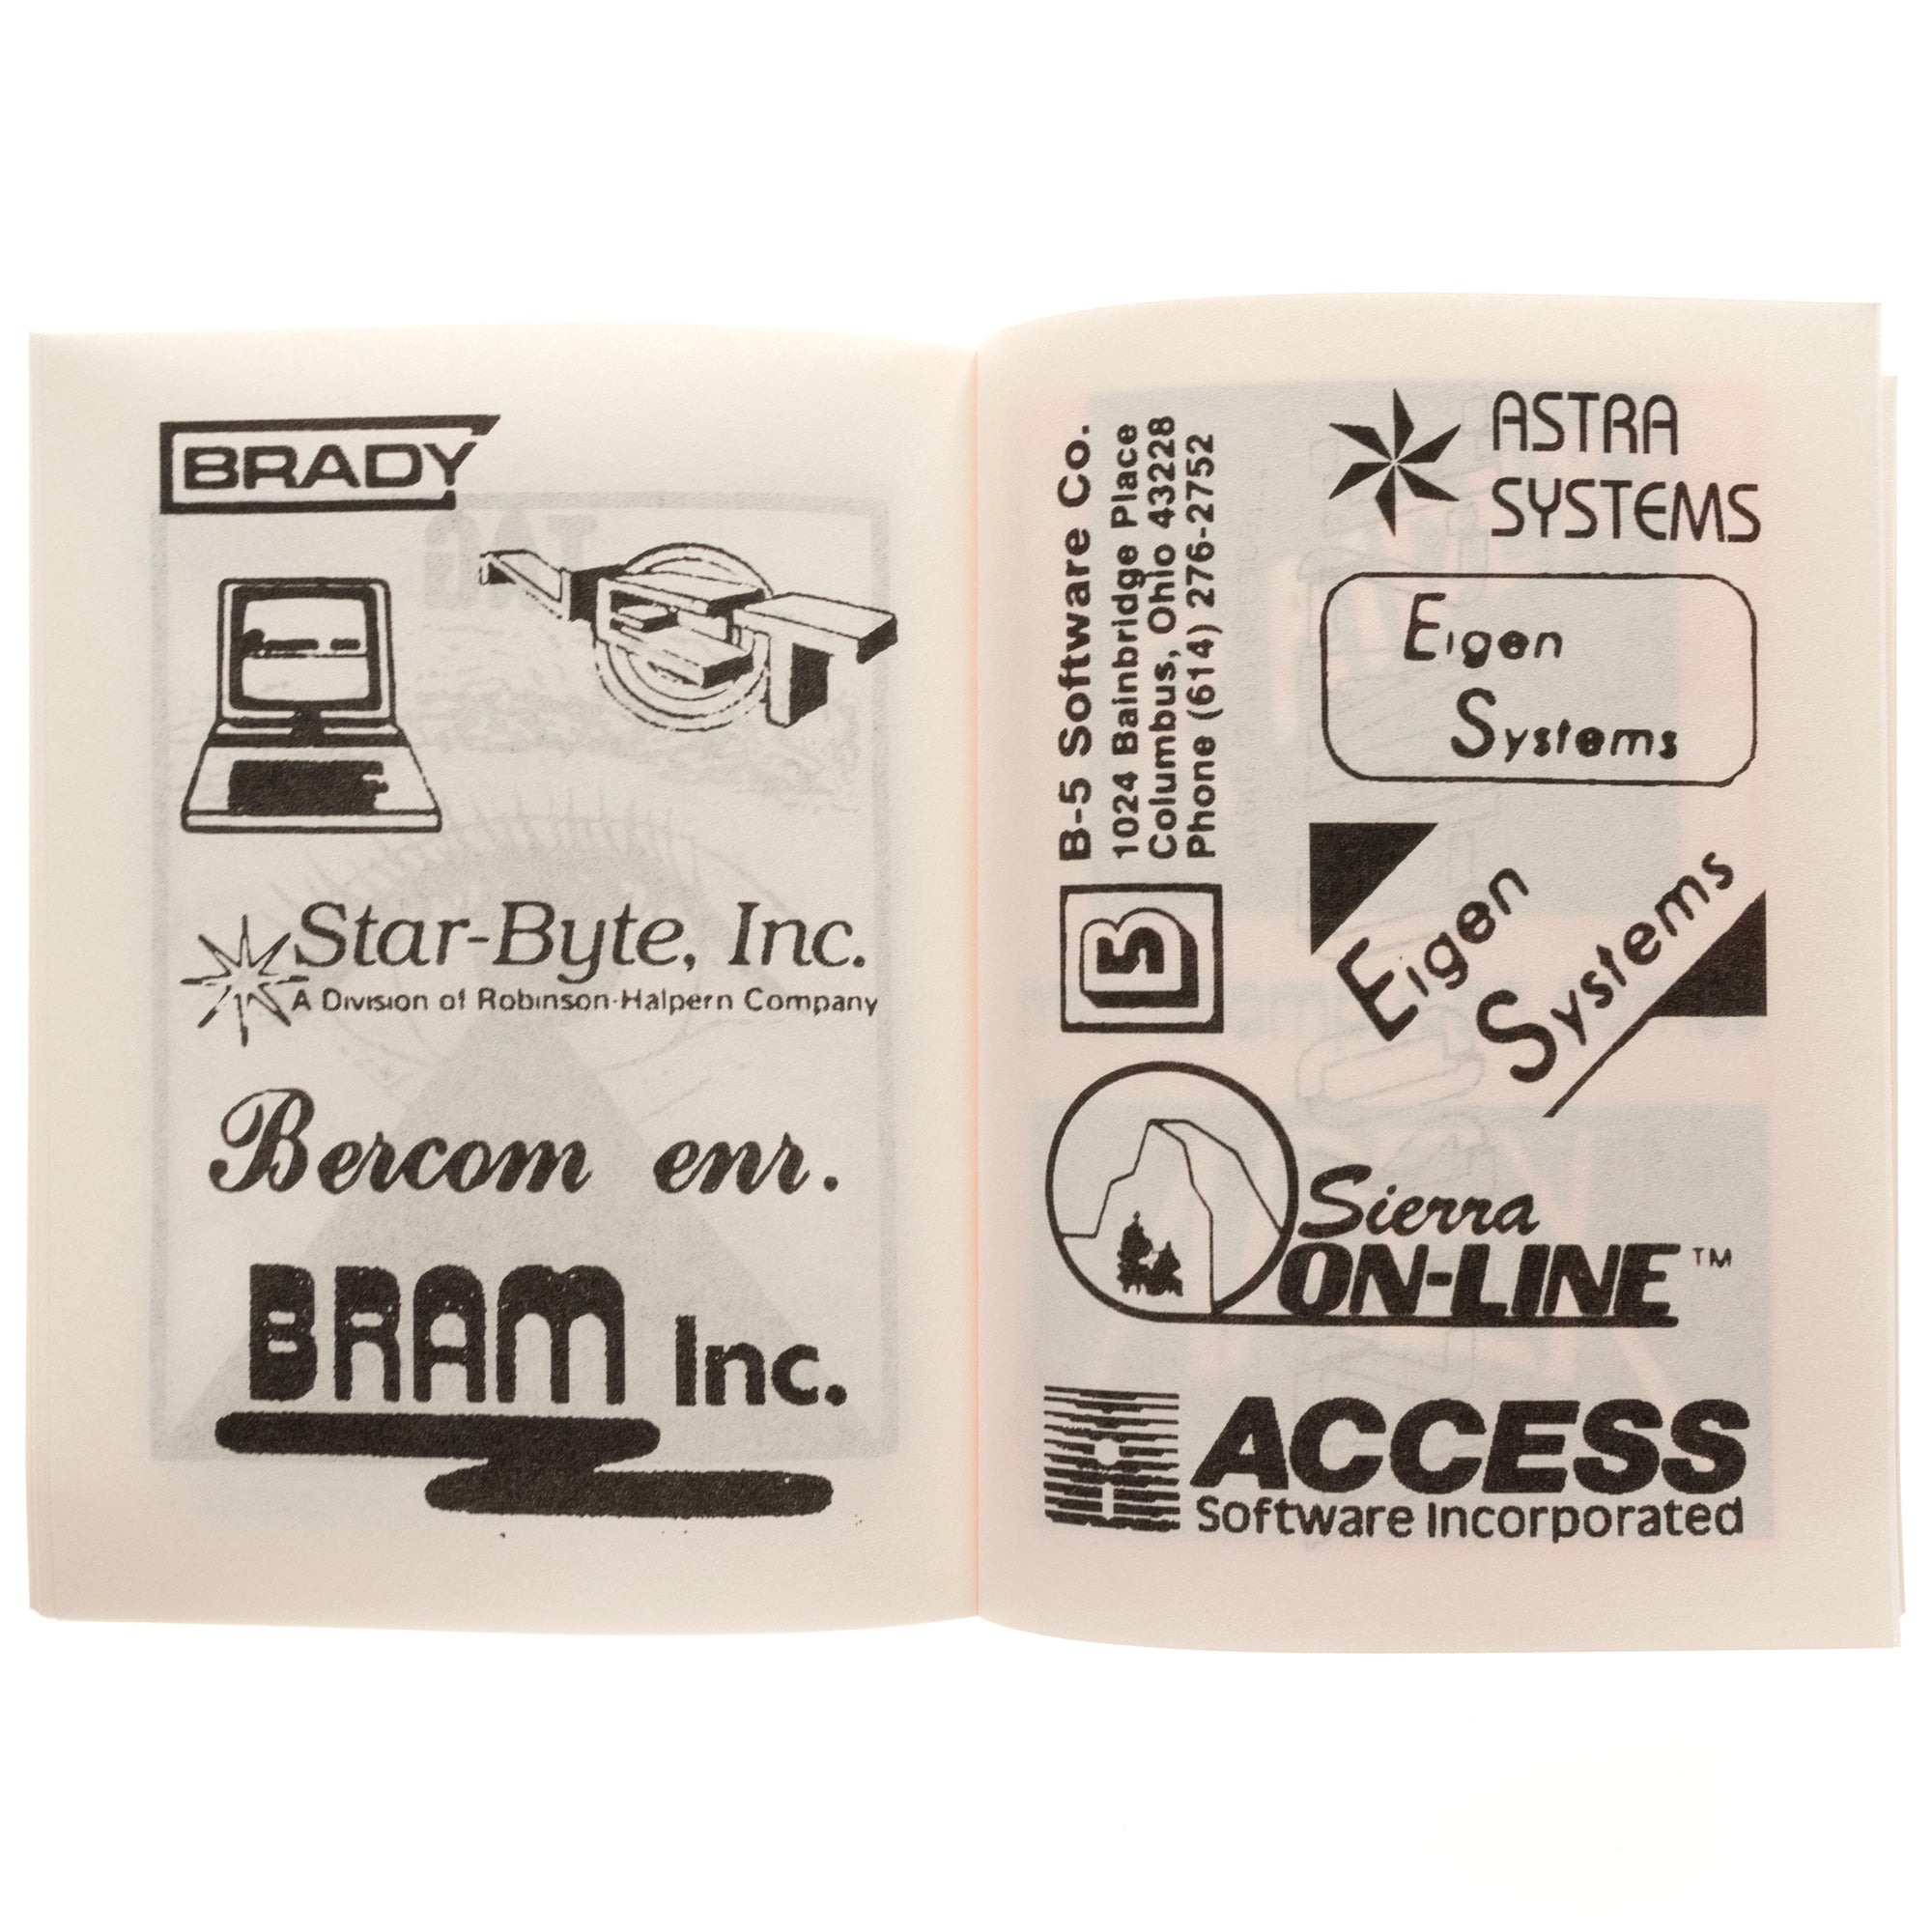 BRADY
Star-Byte, Inc.
A Division of Robinson-Halpern Company
Bercom enr.
BRAM Inc.
B-5 Software Co.
1024 Bainbridge Place
Columbus, Ohio 43228
Phone (614) 276-2752
B5
ASTRA
SYSTEMS
Eigen
Systems
Eigen
Systems
Sierra
ON-LINE™
ACCESS
Software Incorporated